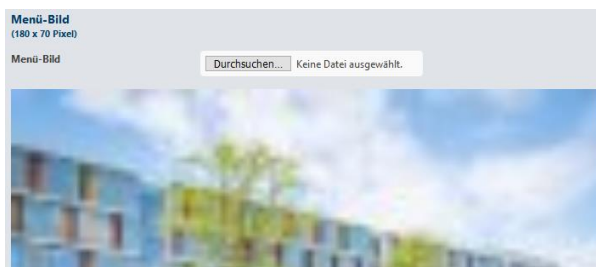 Menü-Bild
(180 x 70 Pixel)
Menü-Bild
Durchsuchen... Keine Datei ausgewählt.